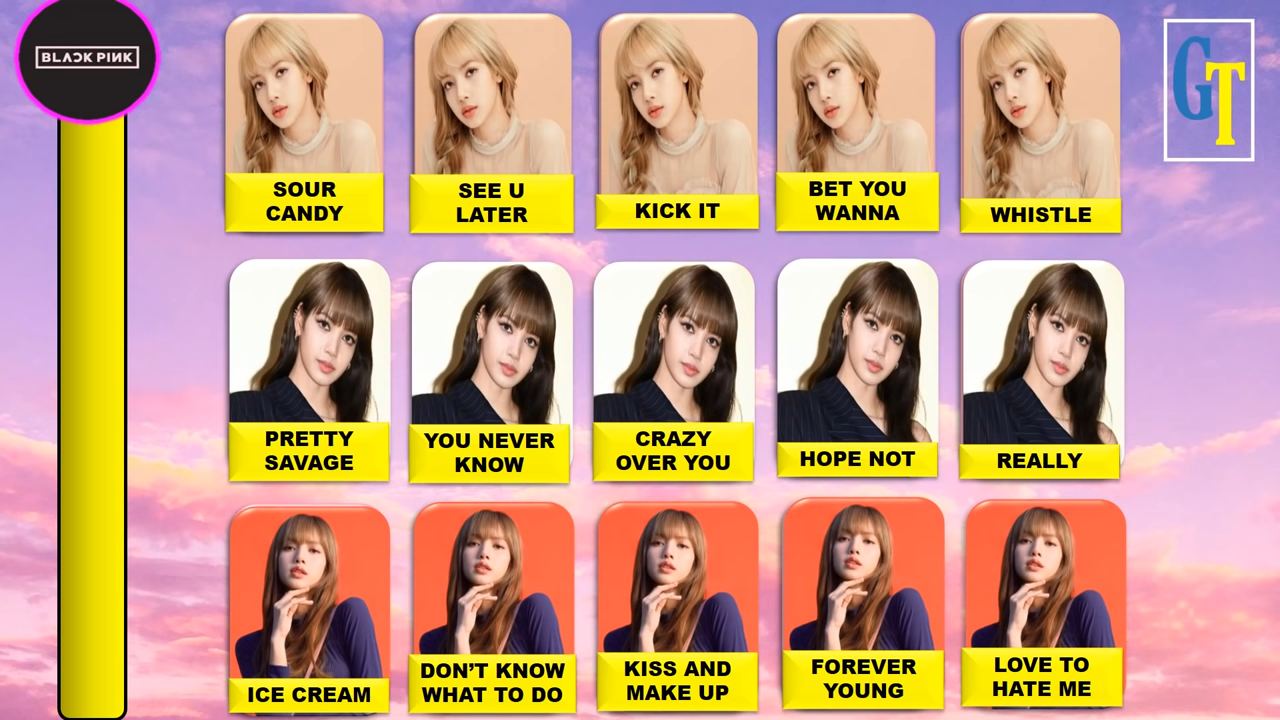 BLACKPINK
GT
SOUR
CANDY
SEE U
LATER
KICK IT
BET YOU
WANNA
WHISTLE
PRETTY
SAVAGE
YOU NEVER
KNOW
CRAZY
OVER YOU
HOPE NOT
REALLY
ICE CREAM
DON’T KNOW
WHAT TO DO
KISS AND
MAKE UP
FOREVER
YOUNG
LOVE TO
HATE ME